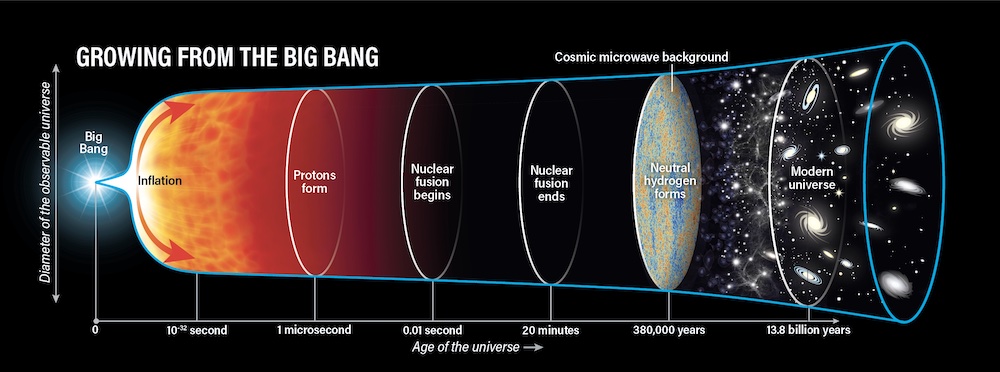 GROWING FROM THE BIG BANG
Cosmic microwave background
Diameter of the observable universe
Big
Bang
Inflation
Protons
form
Nuclear
fusion
begins
Nuclear
fusion
ends
Neutral
hydrogen
forms
Modern
universe
0
10⁻³² second
1 microsecond
0.01 second
20 minutes
380,000 years
13.8 billion years
Age of the universe